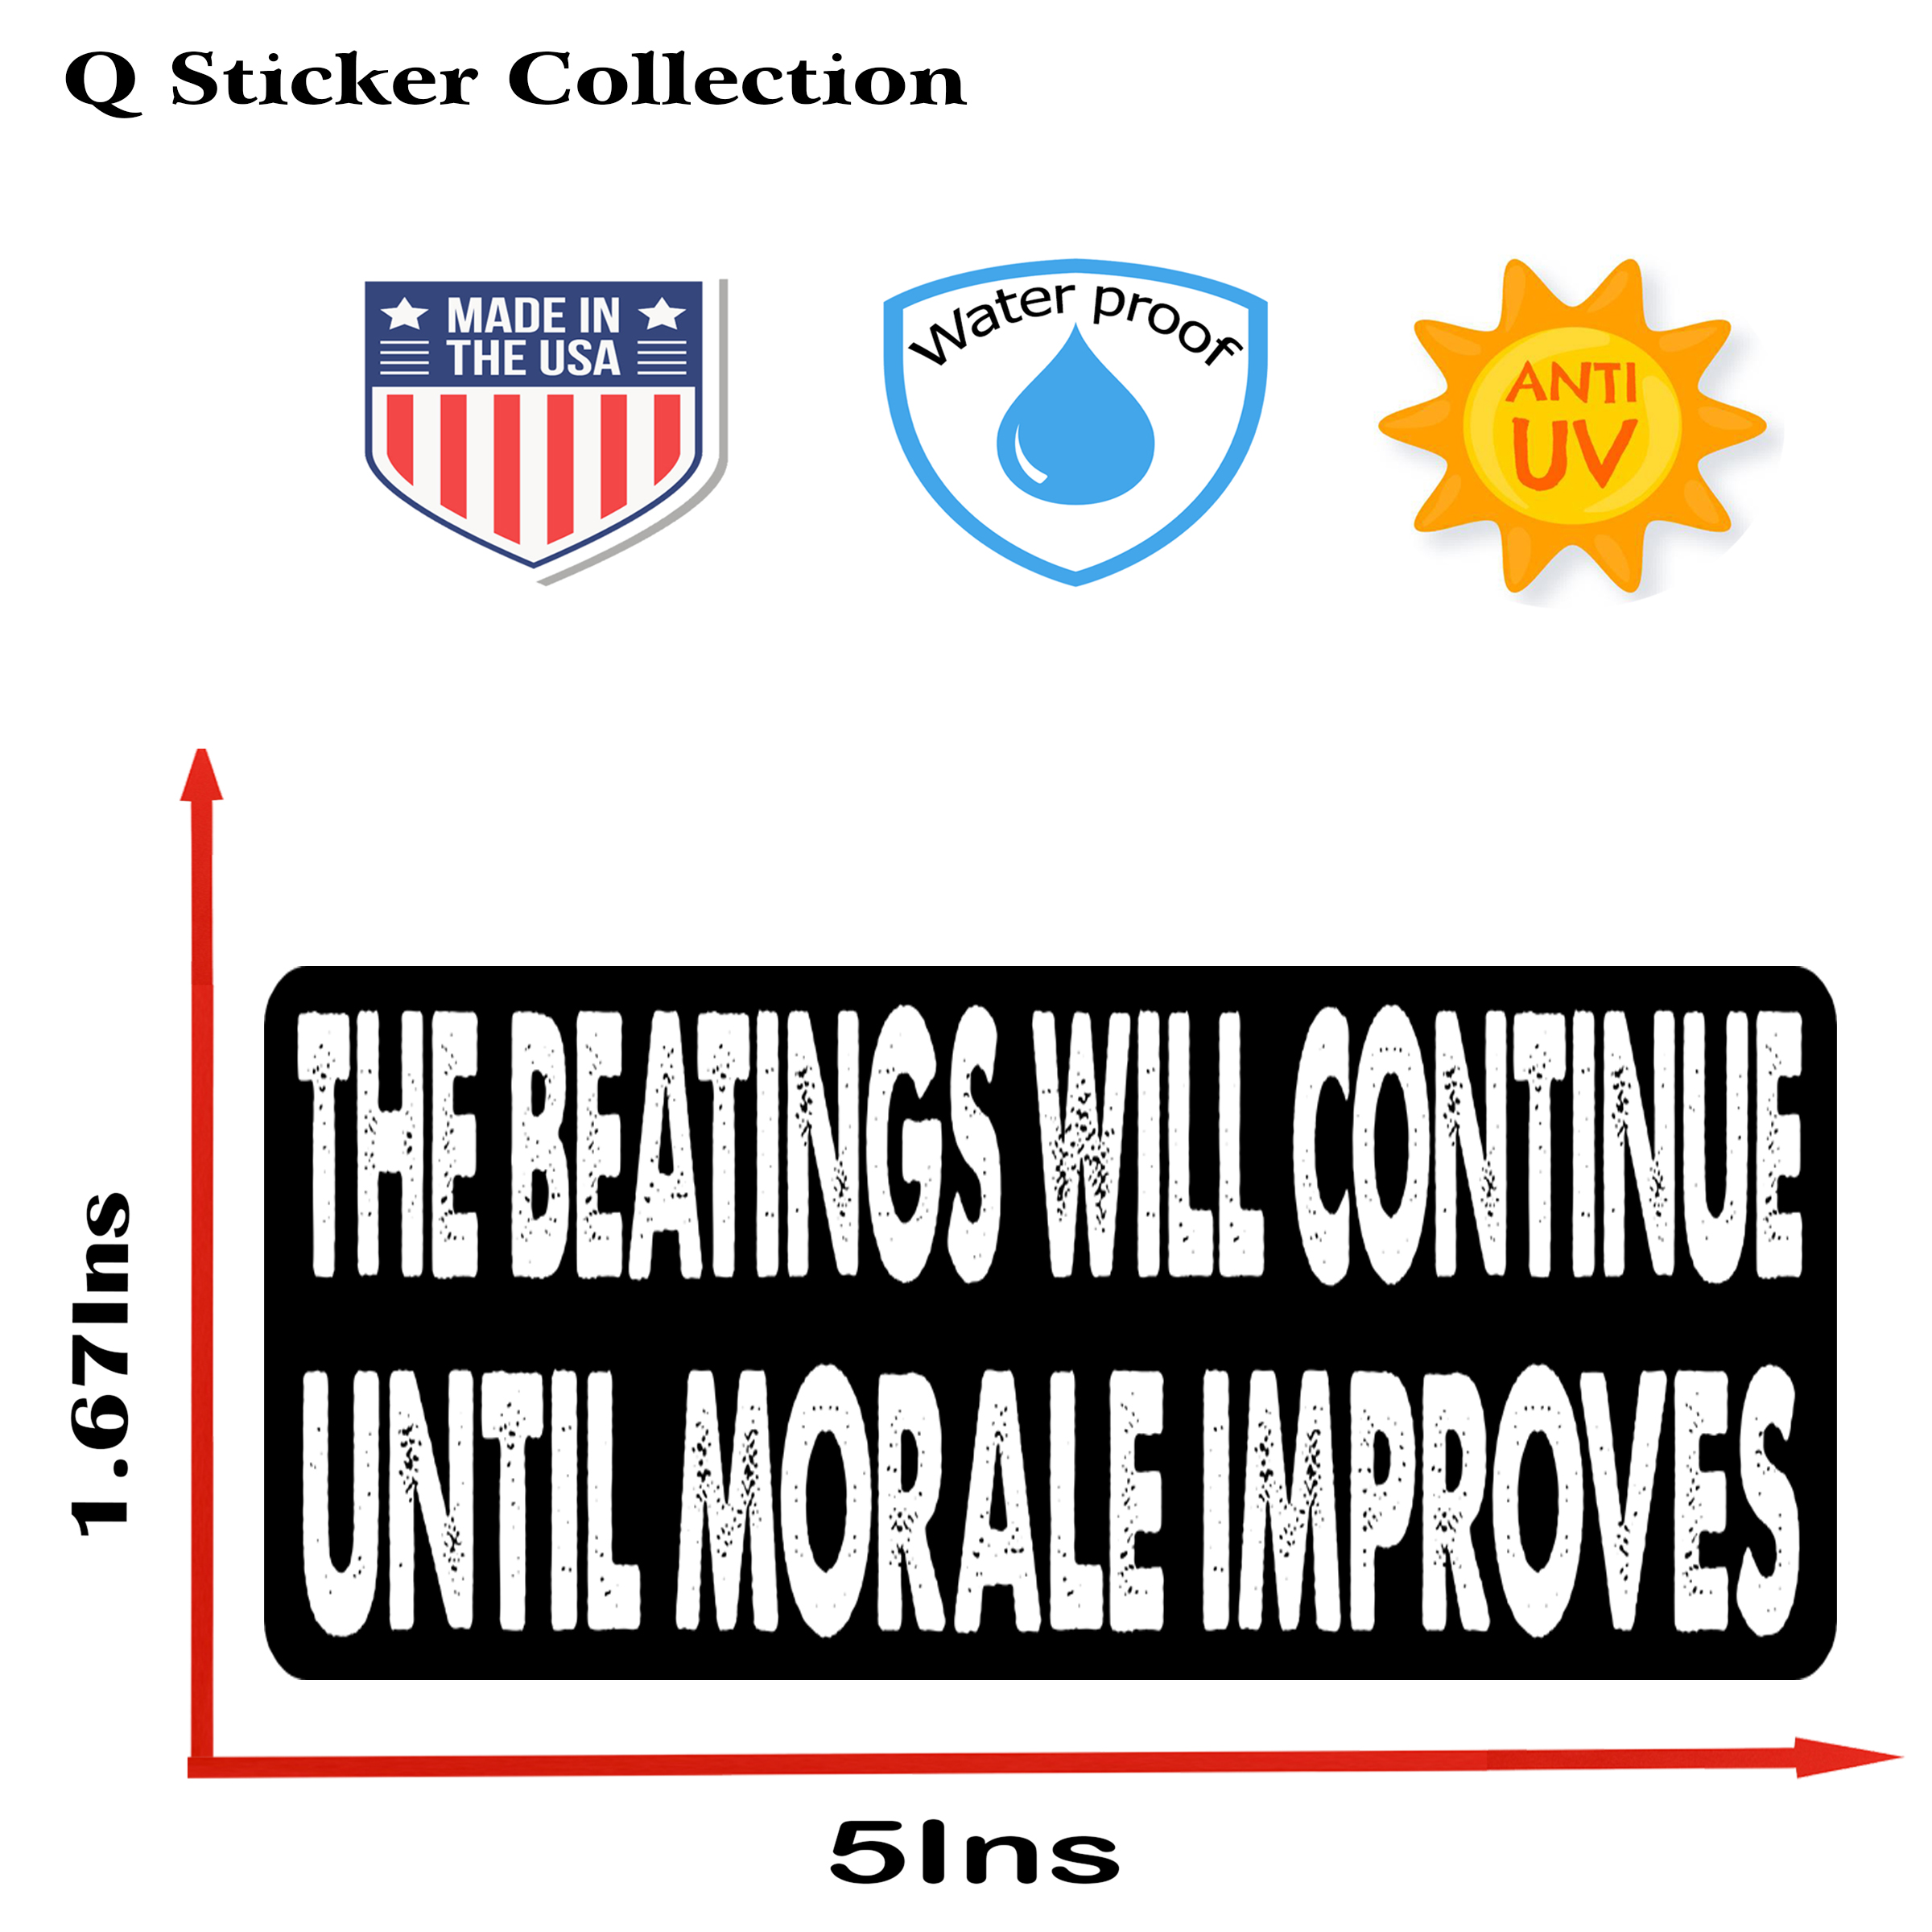 Q Sticker Collection
MADE IN
THE USA
Water proof
ANTI
UV
1.67Ins
THE BEATINGS WILL CONTINUE
UNTIL MORALE IMPROVES
5Ins